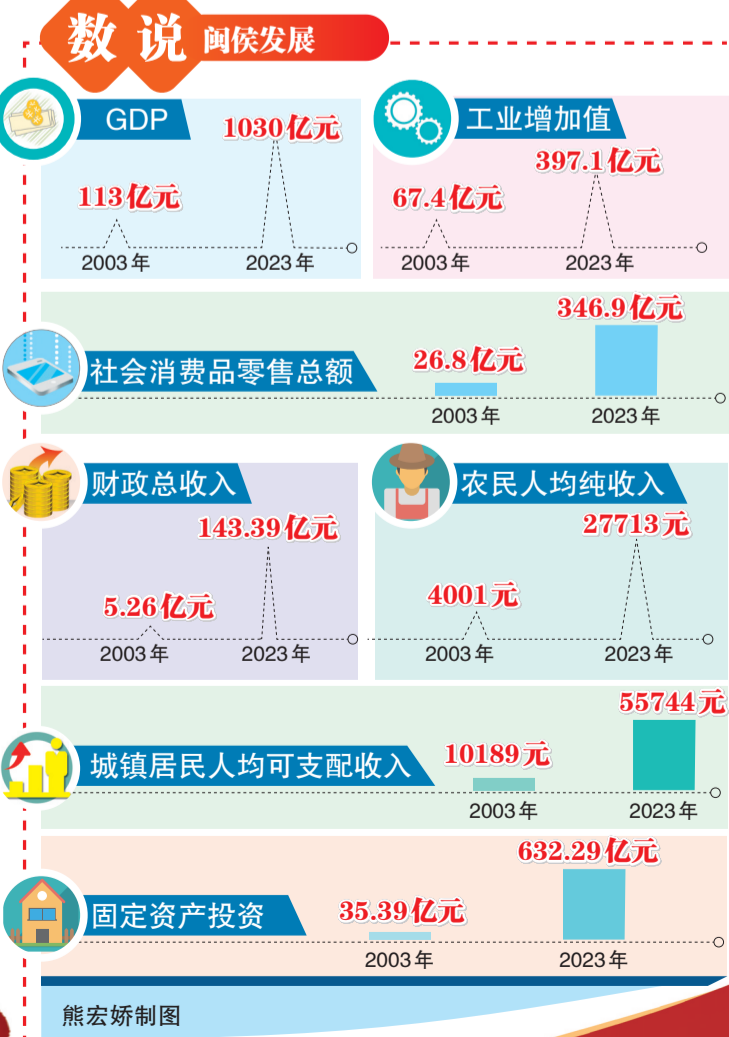 数说 闽侯发展
GDP
113亿元
1030亿元
2003年
2023年
工业增加值
67.4亿元
397.1亿元
2003年
2023年
社会消费品零售总额
26.8亿元
346.9亿元
2003年
2023年
财政总收入
5.26亿元
143.39亿元
2003年
2023年
农民人均纯收入
4001元
27713元
2003年
2023年
城镇居民人均可支配收入
10189元
55744元
2003年
2023年
固定资产投资
35.39亿元
632.29亿元
2003年
2023年
熊宏娇制图